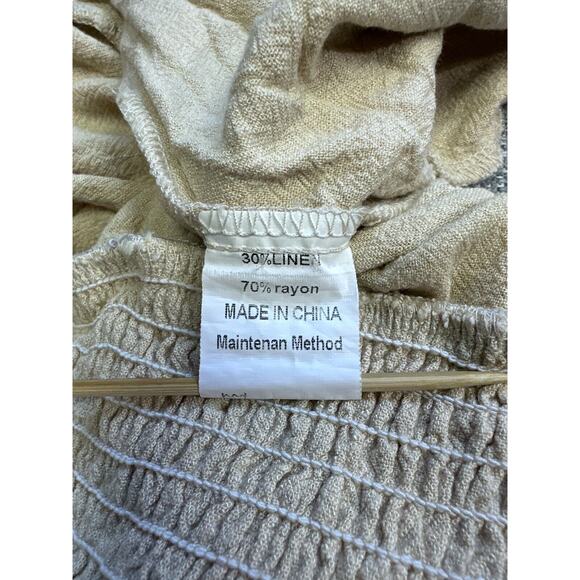 30%LINEN
70% rayon
MADE IN CHINA
Maintenan Method